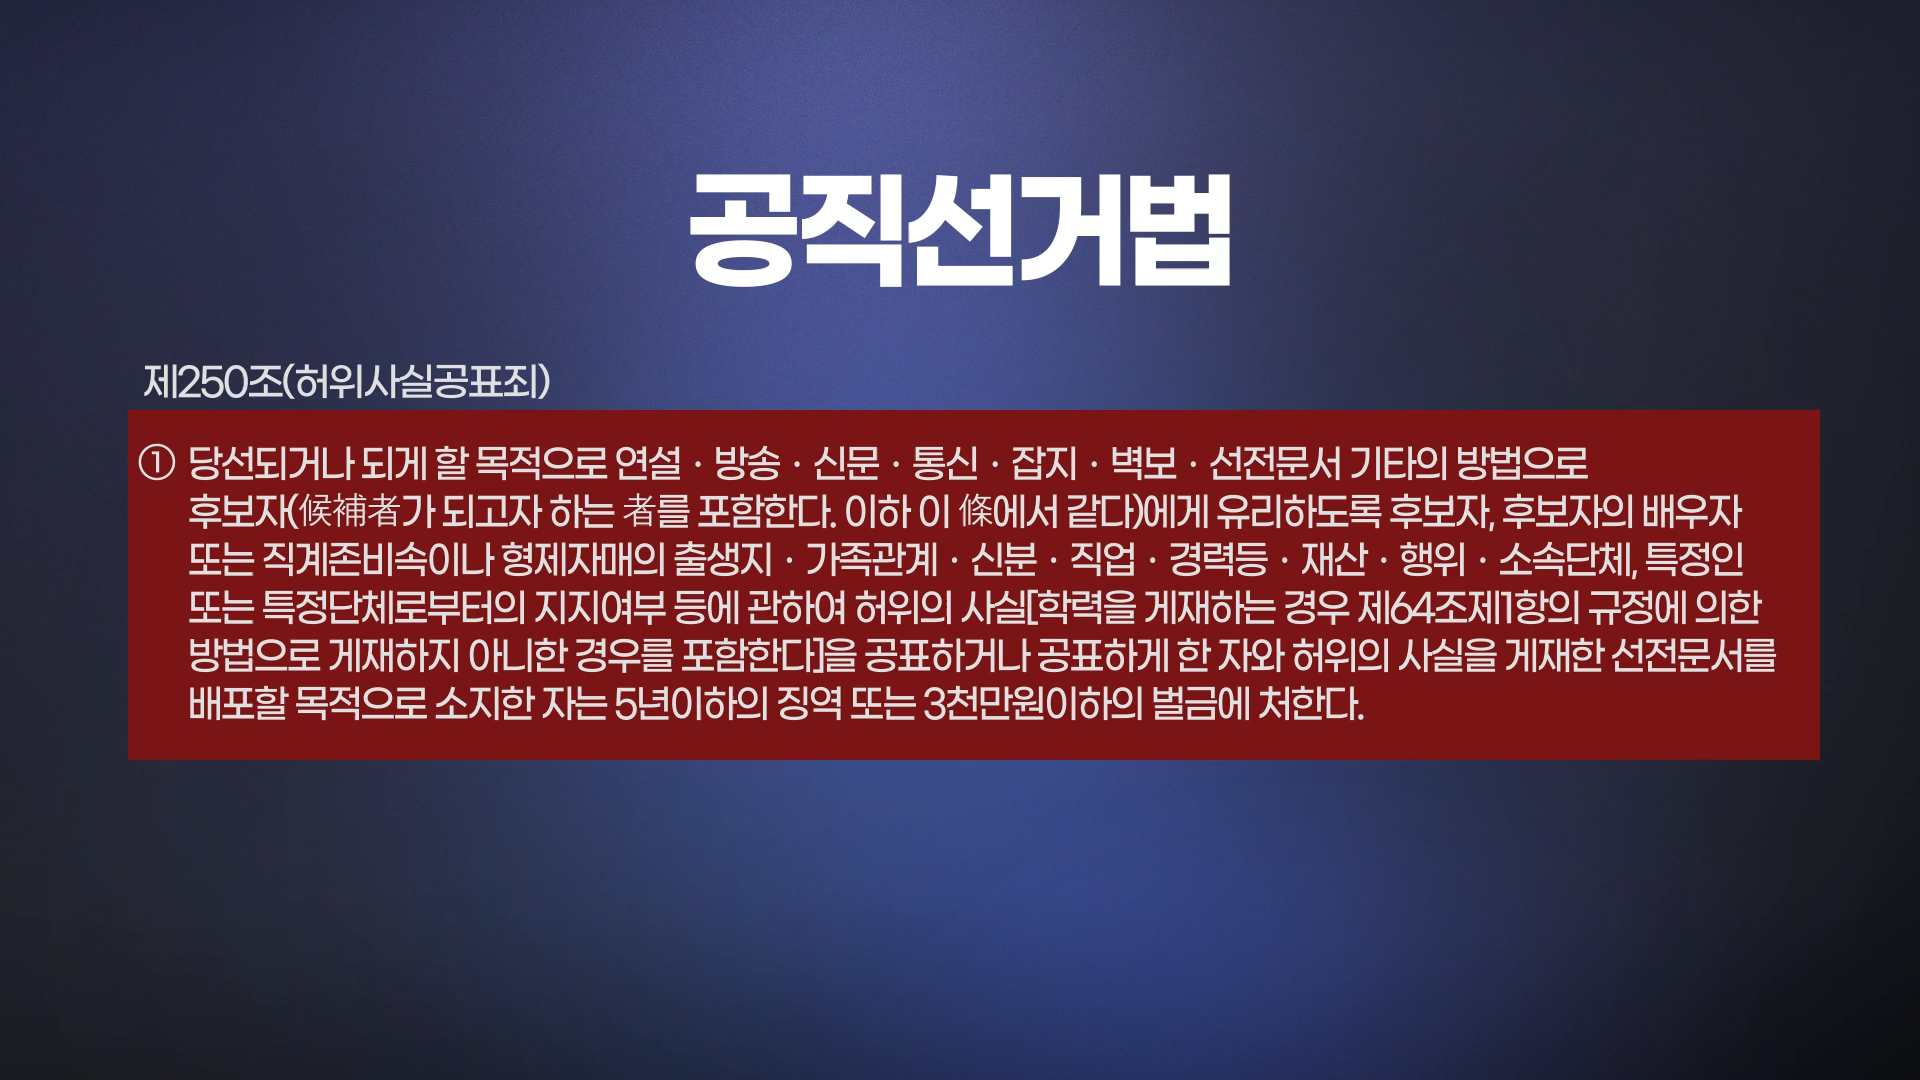 공직선거법
제250조(허위사실공표죄)
① 당선되거나 되게 할 목적으로 연설ㆍ방송ㆍ신문ㆍ통신ㆍ잡지ㆍ벽보ㆍ선전문서 기타의 방법으로
후보자(候補者가 되고자 하는 者를 포함한다. 이하 이 條에서 같다)에게 유리하도록 후보자, 후보자의 배우자
또는 직계존비속이나 형제자매의 출생지ㆍ가족관계ㆍ신분ㆍ직업ㆍ경력등ㆍ재산ㆍ행위ㆍ소속단체, 특정인
또는 특정단체로부터의 지지여부 등에 관하여 허위의 사실[학력을 게재하는 경우 제64조제1항의 규정에 의한
방법으로 게재하지 아니한 경우를 포함한다]을 공표하거나 공표하게 한 자와 허위의 사실을 게재한 선전문서를
배포할 목적으로 소지한 자는 5년이하의 징역 또는 3천만원이하의 벌금에 처한다.